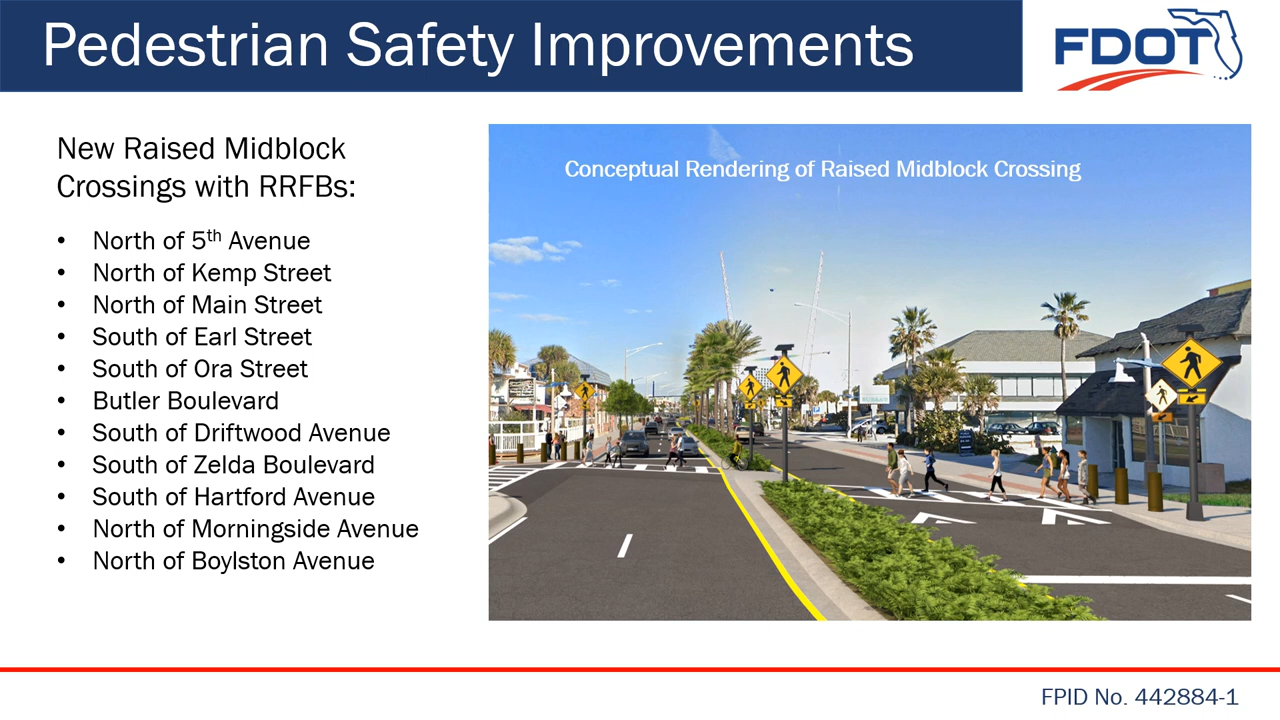 Pedestrian Safety Improvements
FDOT
New Raised Midblock
Crossings with RRFBs:
• North of 5th Avenue
• North of Kemp Street
• North of Main Street
• South of Earl Street
• South of Ora Street
• Butler Boulevard
• South of Driftwood Avenue
• South of Zelda Boulevard
• South of Hartford Avenue
• North of Morningside Avenue
• North of Boylston Avenue
Conceptual Rendering of Raised Midblock Crossing
FPID No. 442884-1